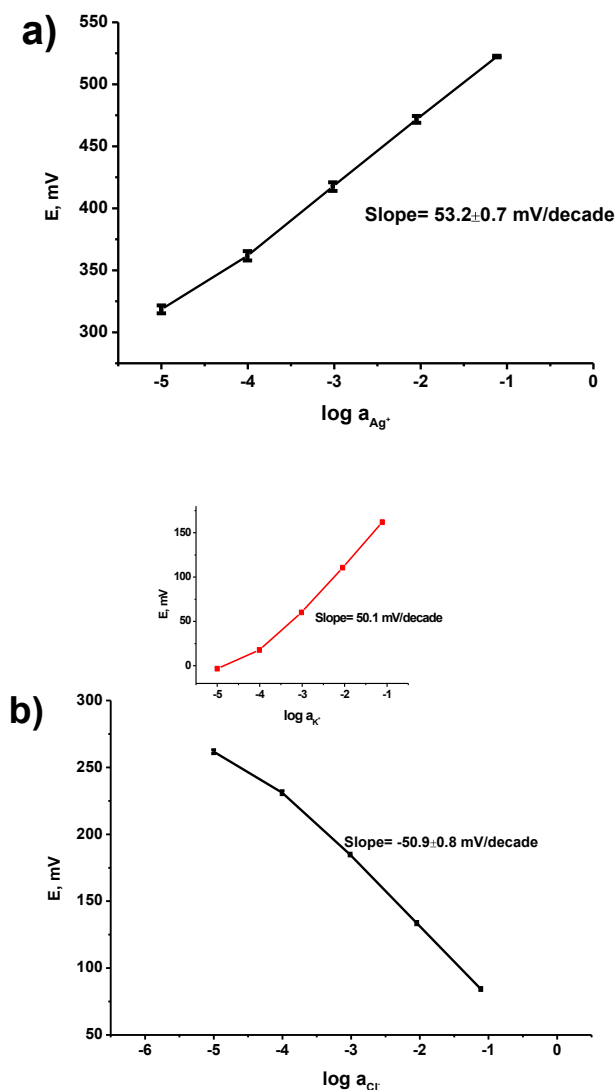 a)
550
500
450
400
350
300
E, mV
Slope= 53.2±0.7 mV/decade
-5 -4 -3 -2 -1 0
log a_Ag+
150
100
50
0
E, mV
Slope= 50.1 mV/decade
-5 -4 -3 -2 -1
log a_K+
b)
300
250
200
150
100
50
E, mV
Slope= -50.9±0.8 mV/decade
-6 -5 -4 -3 -2 -1 0
log a_Cl-